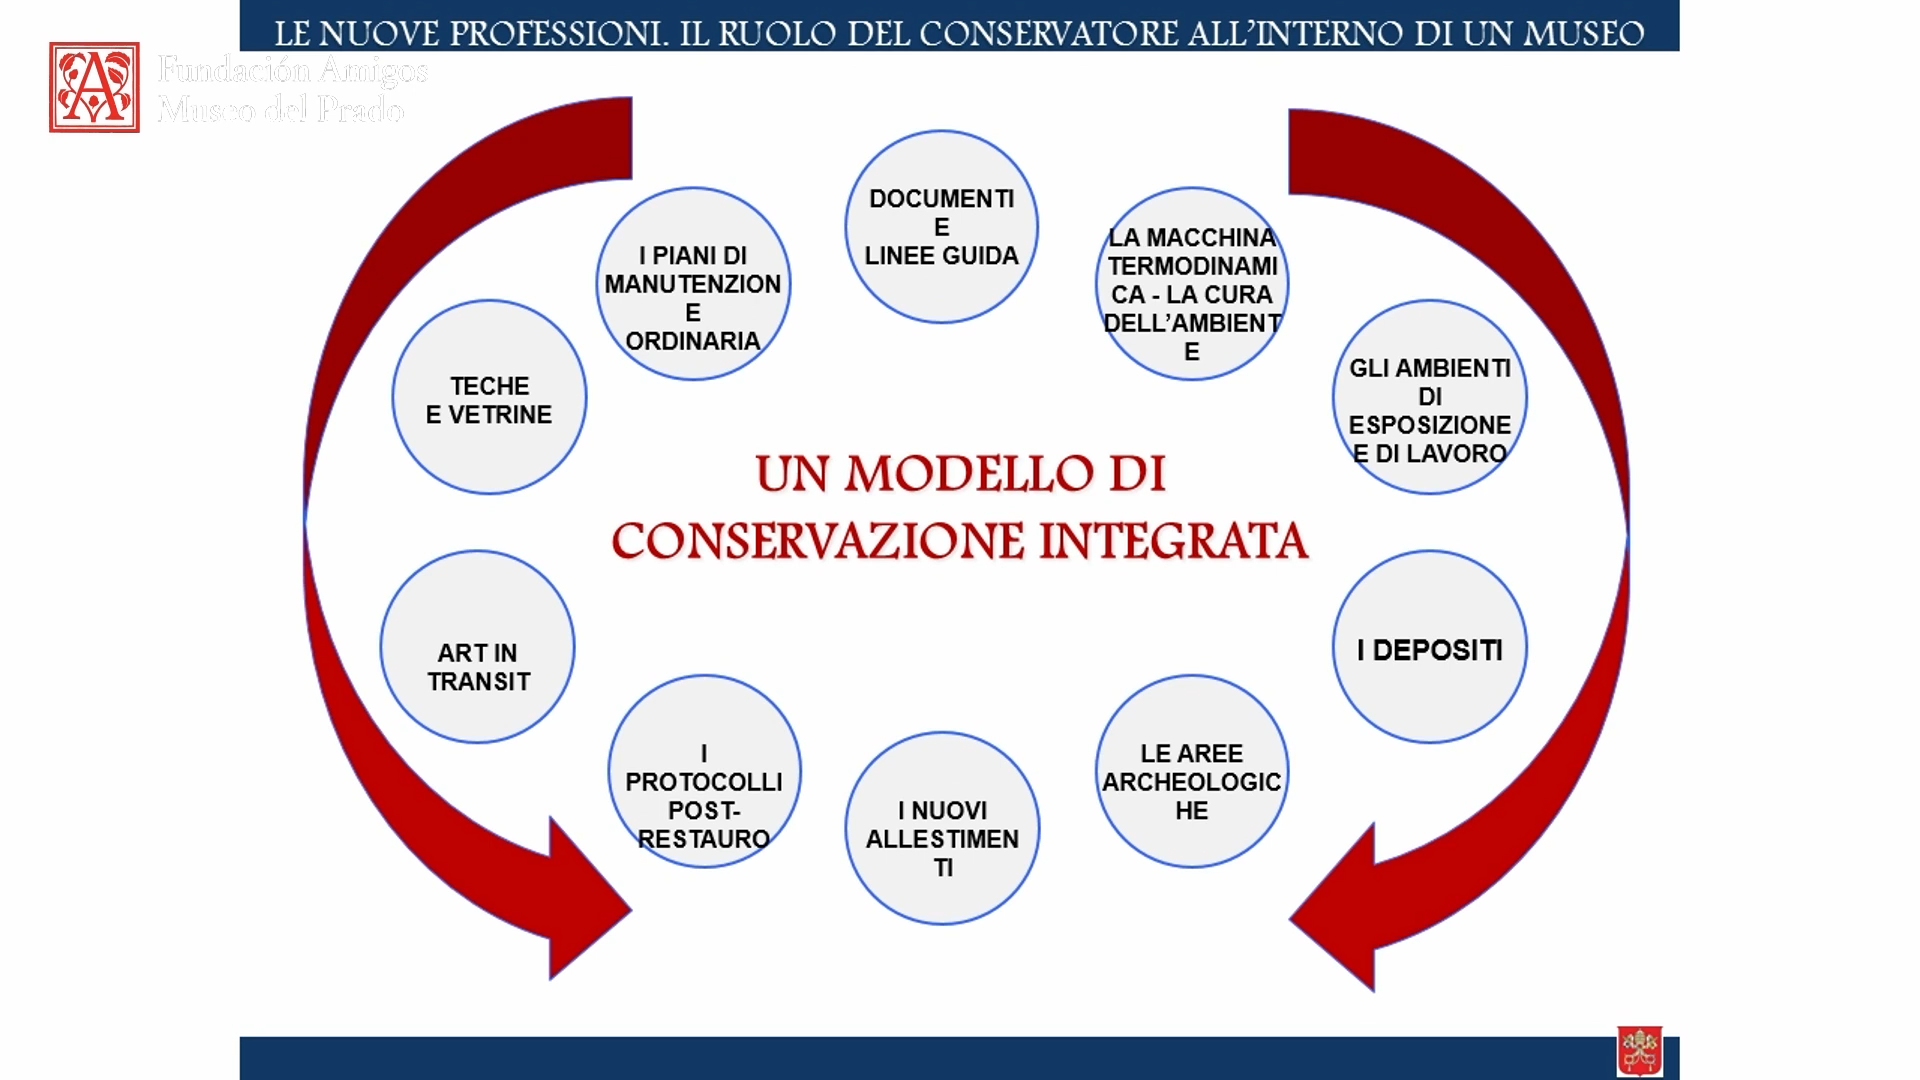 LE NUOVE PROFESSIONI. IL RUOLO DEL CONSERVATORE ALL’INTERNO DI UN MUSEO
A
Fundación Amigos
Museo del Prado
DOCUMENTI
E
LINEE GUIDA
I PIANI DI
MANUTENZION
E
ORDINARIA
LA MACCHINA
TERMODINAMI
CA - LA CURA
DELL’AMBIENT
E
TECHE
E VETRINE
GLI AMBIENTI
DI
ESPOSIZIONE
E DI LAVORO
UN MODELLO DI
CONSERVAZIONE INTEGRATA
ART IN
TRANSIT
I DEPOSITI
I
PROTOCOLLI
POST-
RESTAURO
I NUOVI
ALLESTIMEN
TI
LE AREE
ARCHEOLOGIC
HE